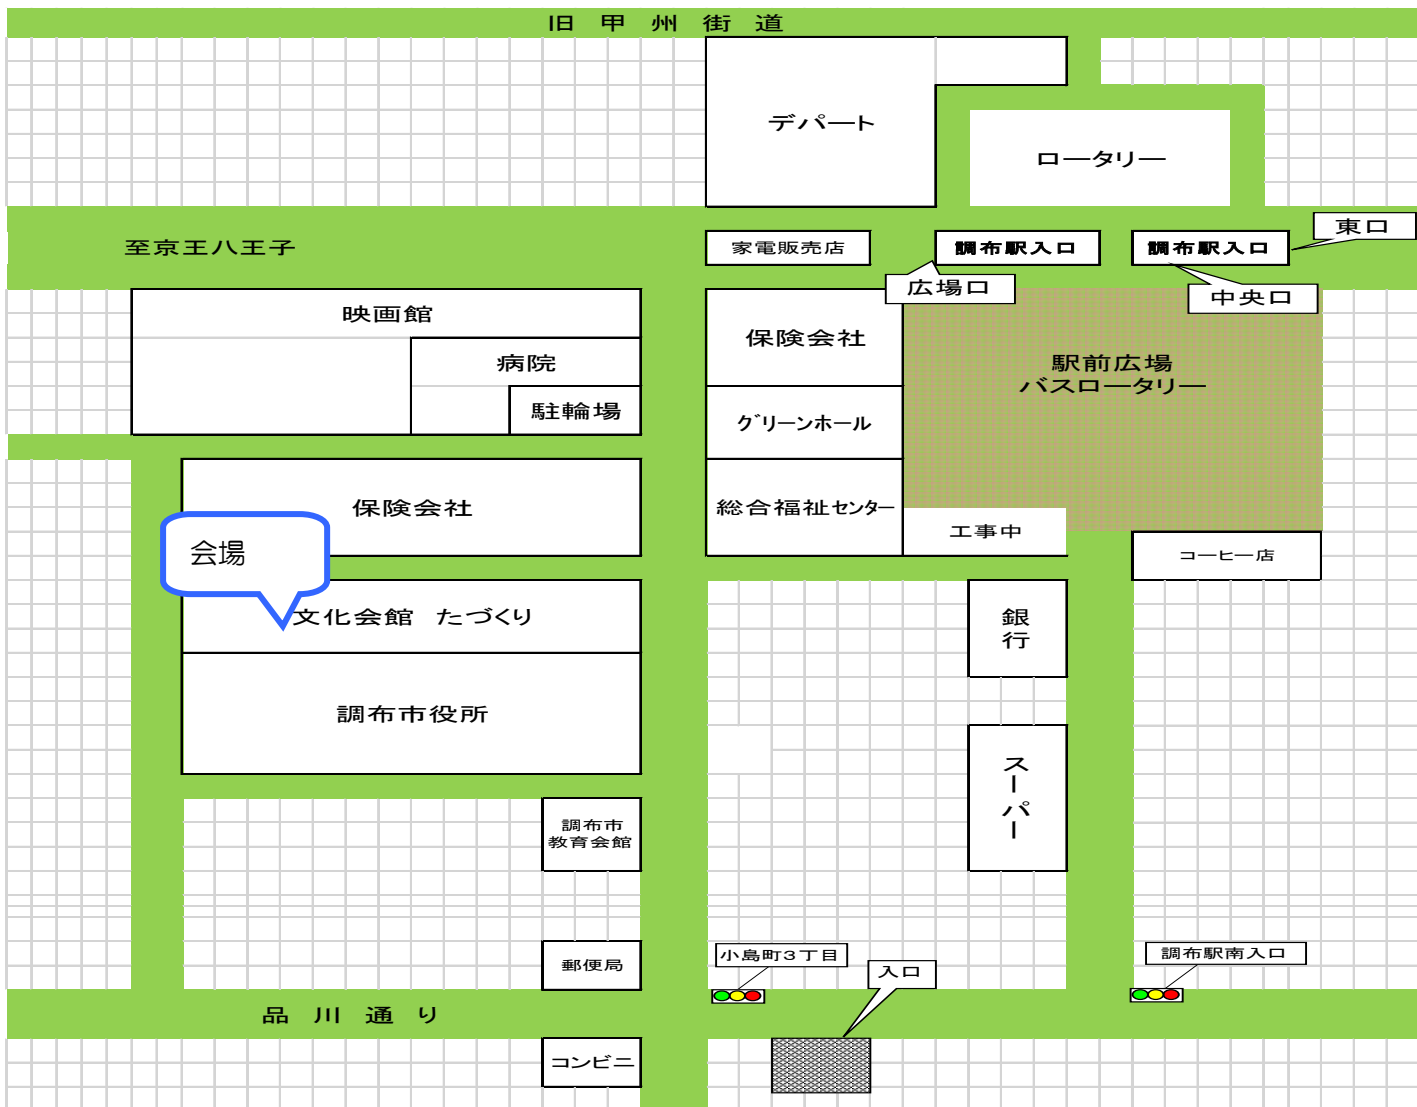 旧　甲　州　街　道
デパート
ロータリー
至京王八王子
家電販売店
調布駅入口
調布駅入口
東口
広場口
中央口
映画館
病院
駐輪場
保険会社
駅前広場
バスロータリー
グリーンホール
保険会社
総合福祉センター
工事中
コーヒー店
会場
文化会館　たづくり
銀
行
調布市役所
スーパー
調布市
教育会館
郵便局
小島町3丁目
入口
調布駅南入口
品　川　通　り
コンビニ